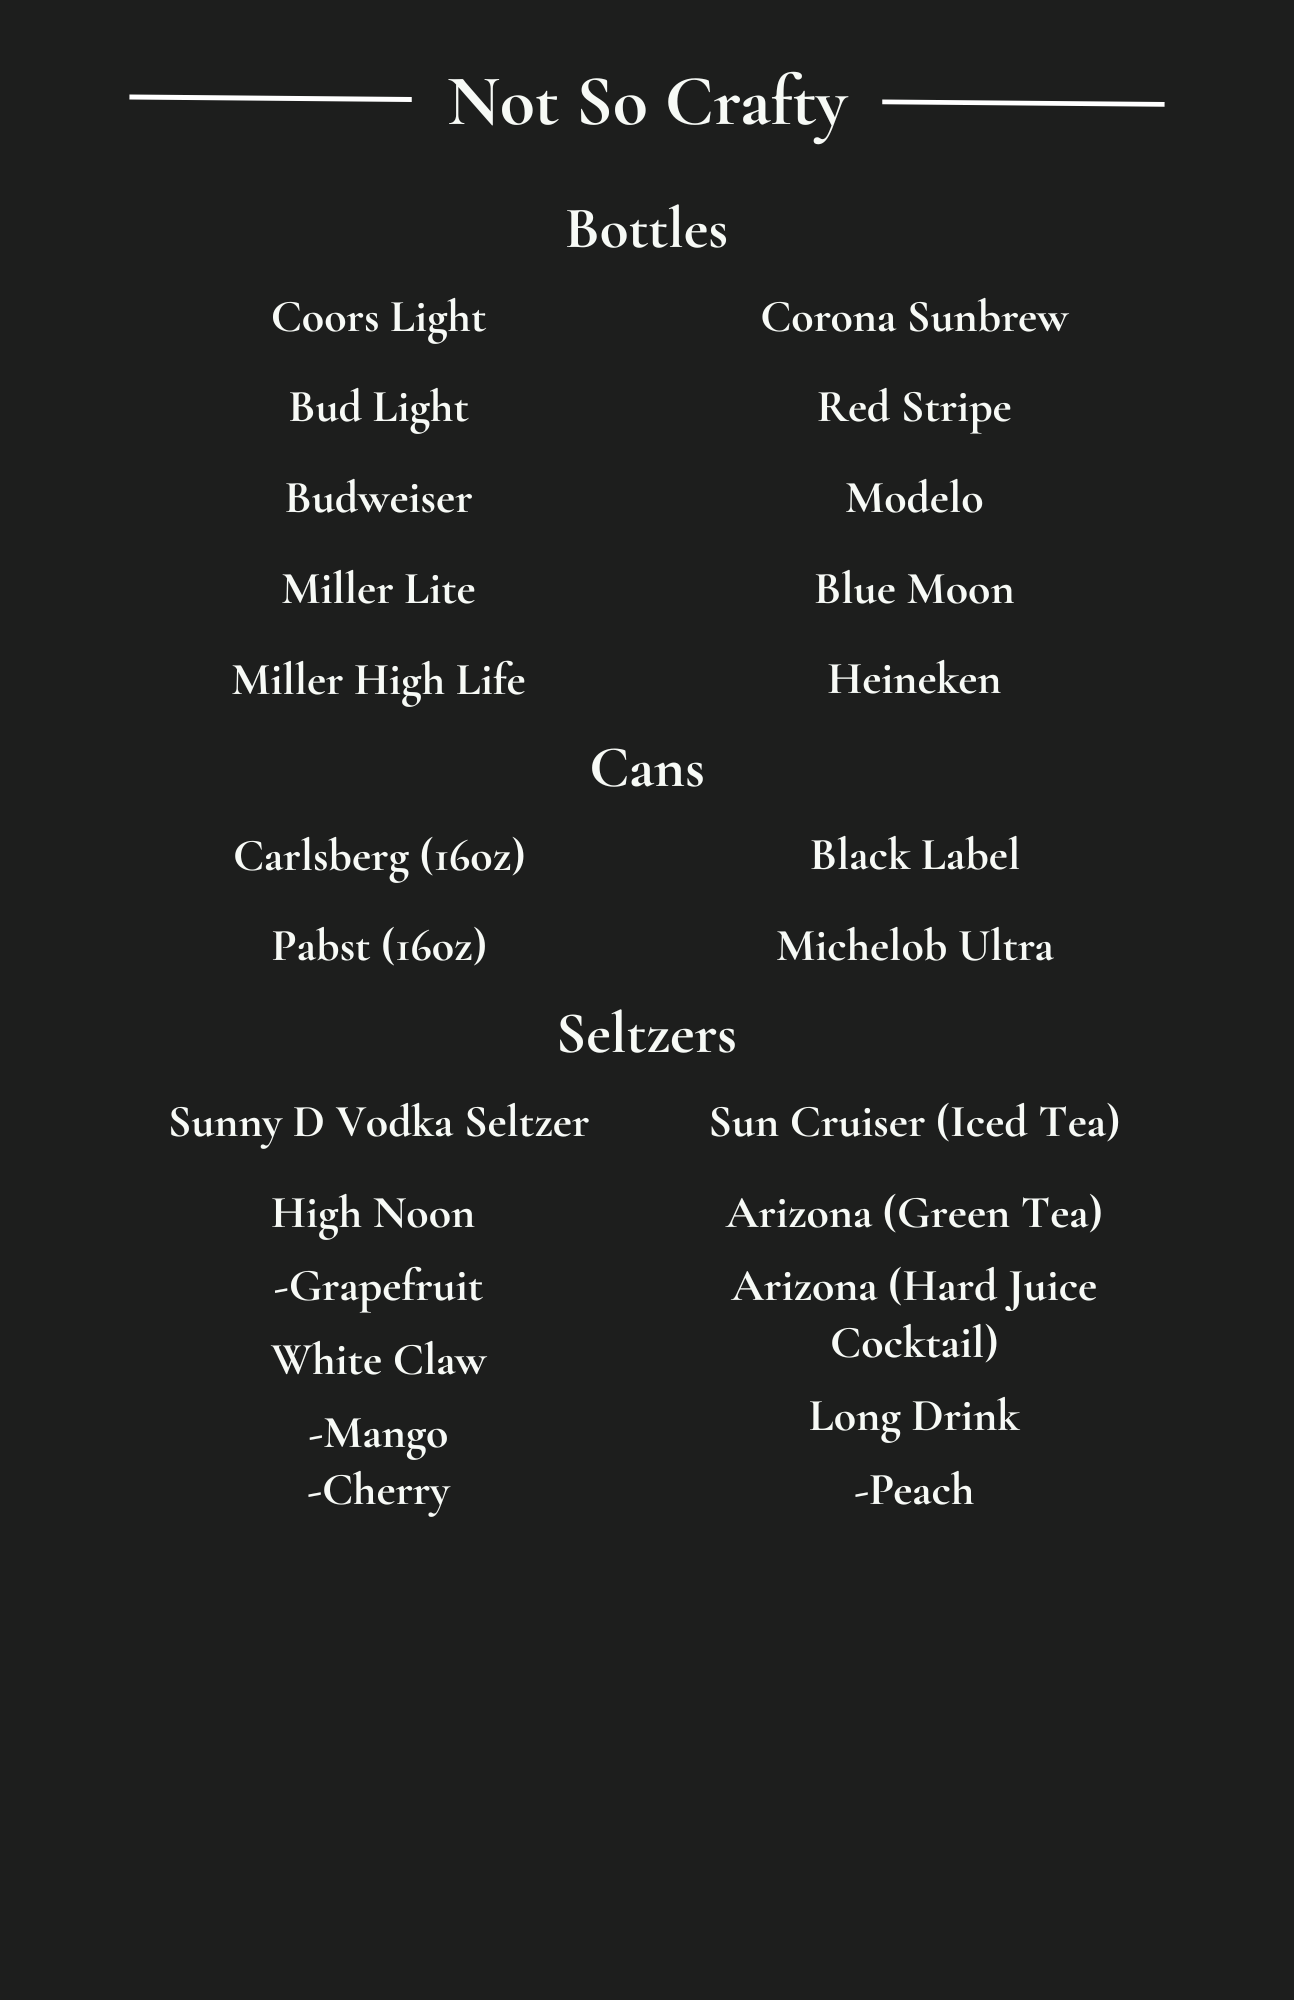 Not So Crafty
Bottles
Coors Light
Bud Light
Budweiser
Miller Lite
Miller High Life
Corona Sunbrew
Red Stripe
Modelo
Blue Moon
Heineken
Cans
Carlsberg (16oz)
Pabst (16oz)
Black Label
Michelob Ultra
Seltzers
Sunny D Vodka Seltzer
High Noon
-Grapefruit
White Claw
-Mango
-Cherry
Sun Cruiser (Iced Tea)
Arizona (Green Tea)
Arizona (Hard Juice
Cocktail)
Long Drink
-Peach